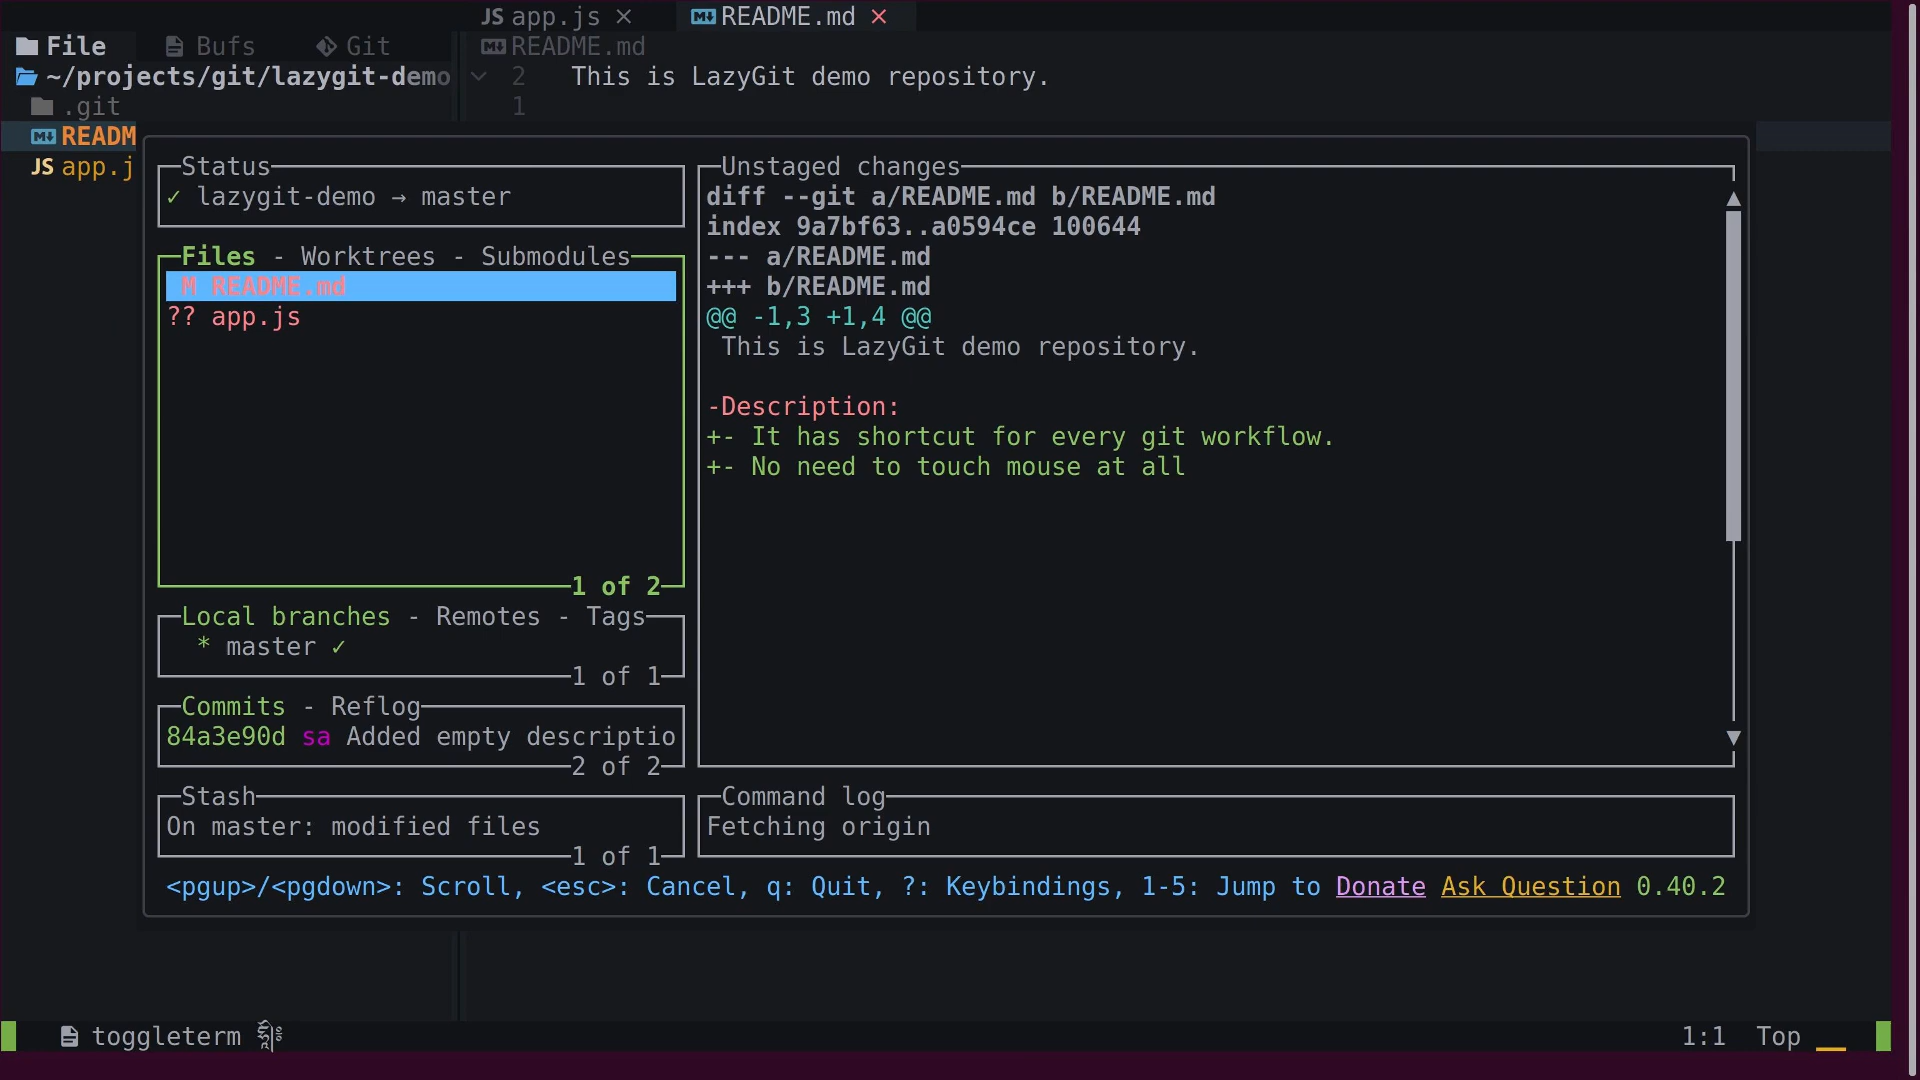 JS app.js × README.md ×
File Bufs Git README.md
~/projects/git/lazygit-demo 2 This is LazyGit demo repository.
.git 1
READM
JS app.j
Status
✓ lazygit-demo → master
Files - Worktrees - Submodules
M README.md
?? app.js
1 of 2
Local branches - Remotes - Tags
* master ✓
1 of 1
Commits - Reflog
84a3e90d sa Added empty descriptio
2 of 2
Stash
On master: modified files
1 of 1
Unstaged changes
diff --git a/README.md b/README.md
index 9a7bf63..a0594ce 100644
--- a/README.md
+++ b/README.md
@@ -1,3 +1,4 @@
This is LazyGit demo repository.
-Description:
+- It has shortcut for every git workflow.
+- No need to touch mouse at all
Command log
Fetching origin
<pgup>/<pgdown>: Scroll, <esc>: Cancel, q: Quit, ?: Keybindings, 1-5: Jump to Donate Ask Question 0.40.2
toggleterm 1:1 Top